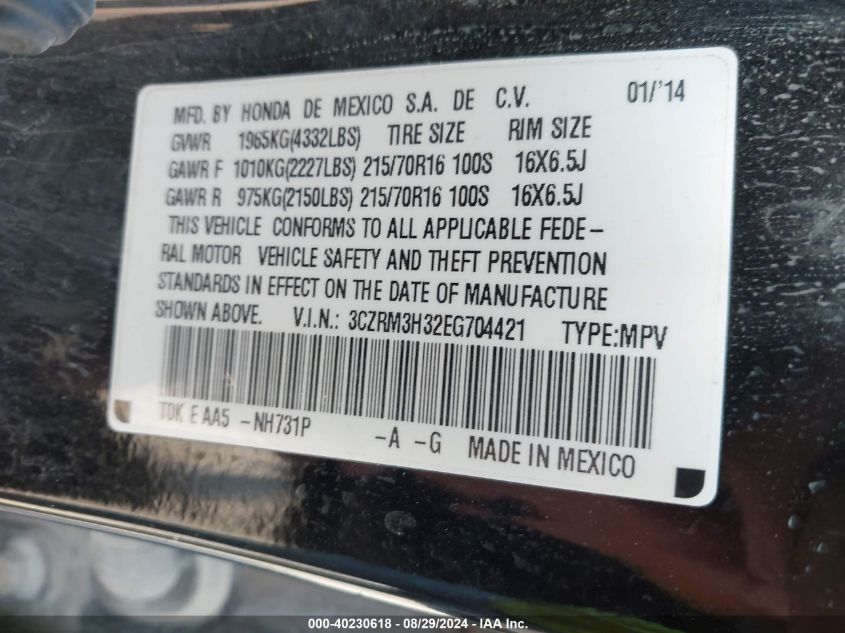 MFD. BY HONDA DE MEXICO S.A. DE C.V. 01/'14
GVWR 1965KG(4332LBS) TIRE SIZE RIM SIZE
GAWR F 1010KG(2227LBS) 215/70R16 100S 16X6.5J
GAWR R 975KG(2150LBS) 215/70R16 100S 16X6.5J
THIS VEHICLE CONFORMS TO ALL APPLICABLE FEDE-
RAL MOTOR VEHICLE SAFETY AND THEFT PREVENTION
STANDARDS IN EFFECT ON THE DATE OF MANUFACTURE
SHOWN ABOVE. V.I.N.: 3CZRM3H32EG704421 TYPE:MPV
TDK E AA5 -NH731P -A -G MADE IN MEXICO
000-40230618 - 08/29/2024 - IAAI.COM